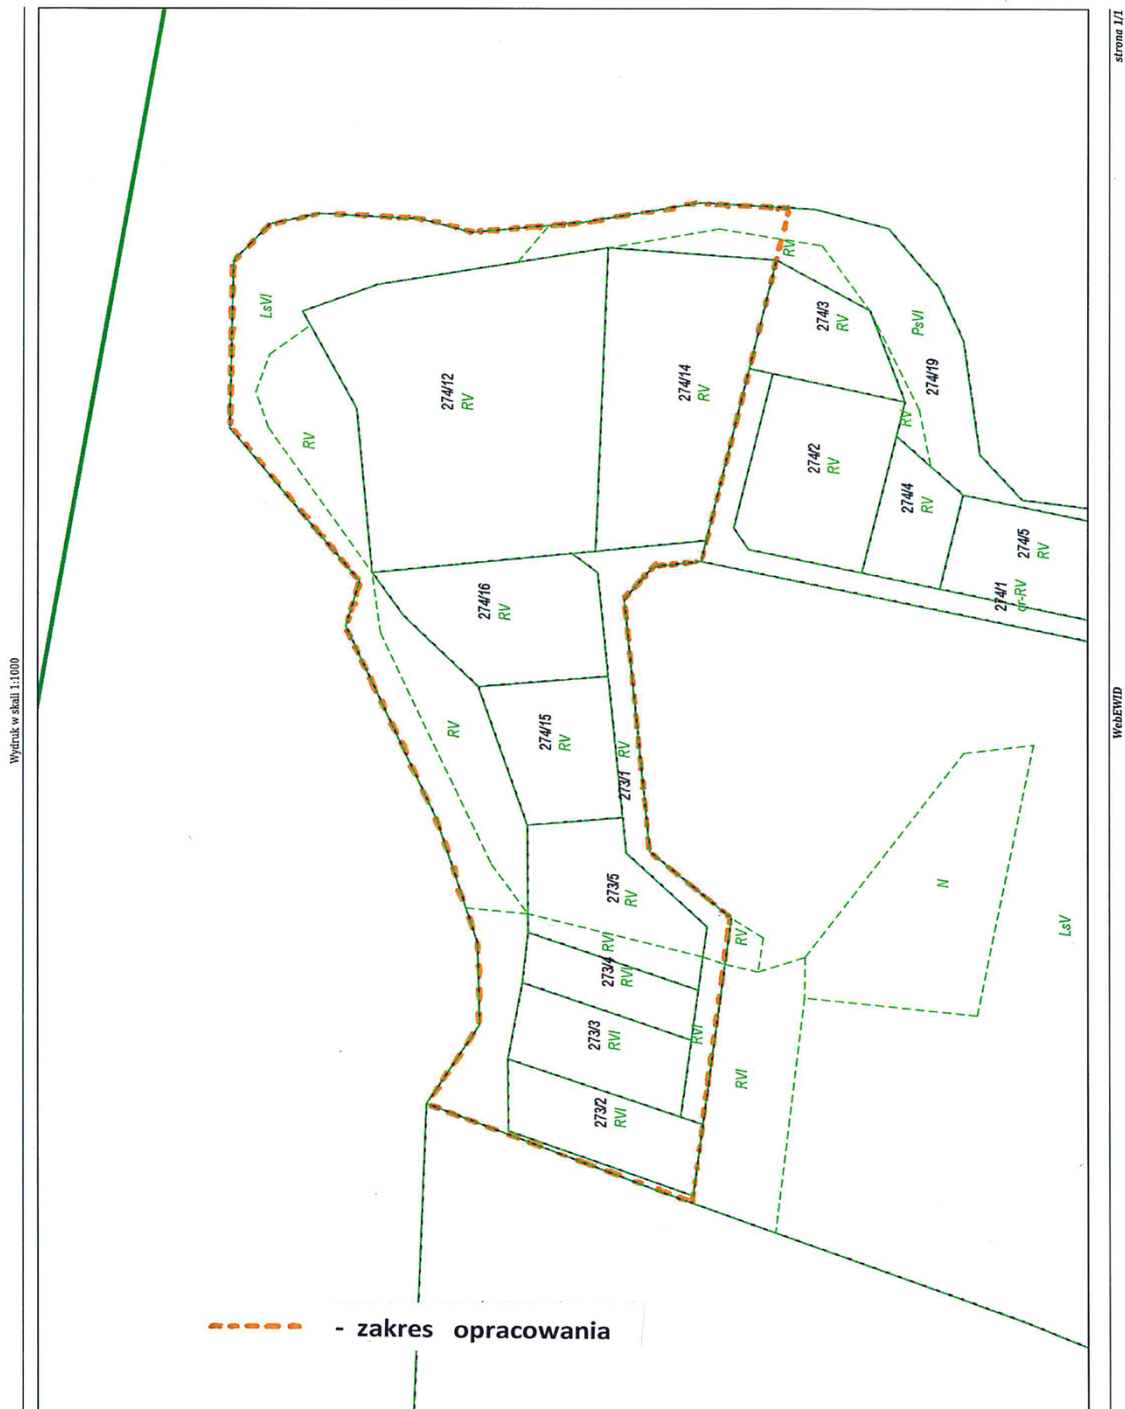 strona 1/1
Wydruk w skali 1:1000
WebEWID
LsVI
RV
274/12
RV
274/14
RV
RV
274/3
RV
PsVI
274/19
RV
274/2
RV
274/4
RV
274/5
RV
274/1
dr-RV
274/16
RV
RV
274/15
RV
RV
273/1
273/5
RV
RVI
273/4
RVI
RV
N
LsV
273/3
RVI
RVI
RVI
273/2
RVI
- zakres opracowania